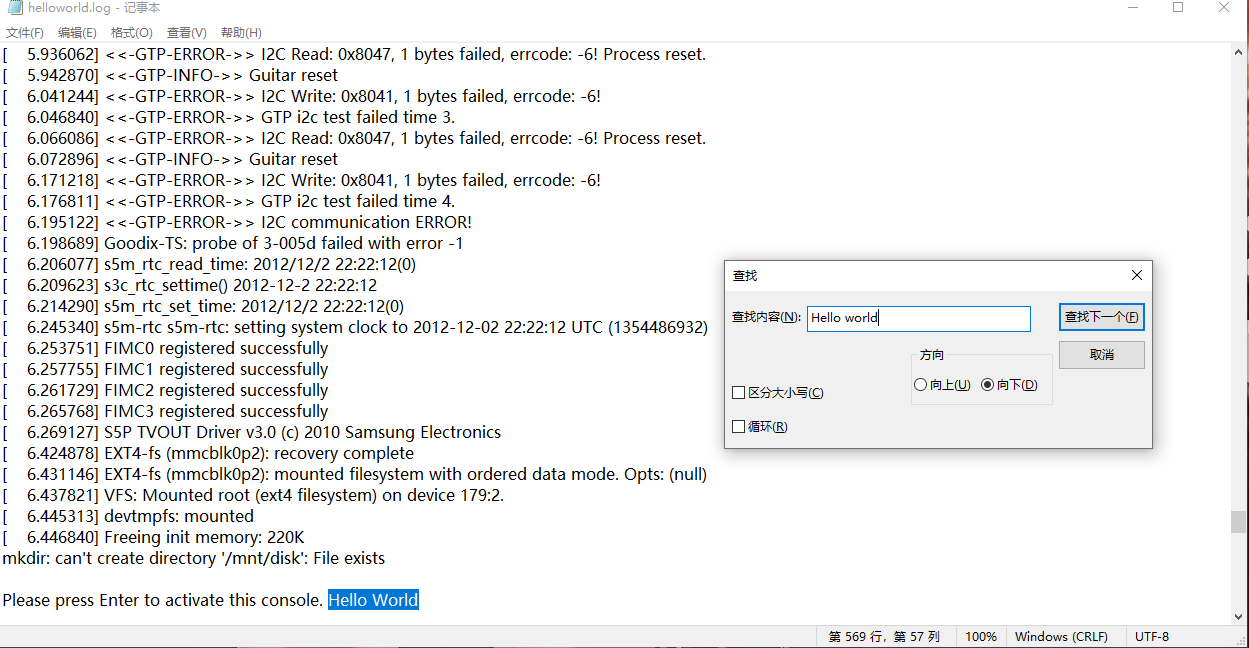 helloworld.log - 记事本
文件(F) 编辑(E) 格式(O) 查看(V) 帮助(H)
[    5.936062] <<-GTP-ERROR->> I2C Read: 0x8047, 1 bytes failed, errcode: -6! Process reset.
[    5.942870] <<-GTP-INFO->> Guitar reset
[    6.041244] <<-GTP-ERROR->> I2C Write: 0x8041, 1 bytes failed, errcode: -6!
[    6.046840] <<-GTP-ERROR->> GTP i2c test failed time 3.
[    6.066086] <<-GTP-ERROR->> I2C Read: 0x8047, 1 bytes failed, errcode: -6! Process reset.
[    6.072896] <<-GTP-INFO->> Guitar reset
[    6.171218] <<-GTP-ERROR->> I2C Write: 0x8041, 1 bytes failed, errcode: -6!
[    6.176811] <<-GTP-ERROR->> GTP i2c test failed time 4.
[    6.195122] <<-GTP-ERROR->> I2C communication ERROR!
[    6.198689] Goodix-TS: probe of 3-005d failed with error -1
[    6.206077] s5m_rtc_read_time: 2012/12/2 22:22:12(0)
[    6.209623] s3c_rtc_settime() 2012-12-2 22:22:12
[    6.214290] s5m_rtc_set_time: 2012/12/2 22:22:12(0)
[    6.245340] s5m-rtc s5m-rtc: setting system clock to 2012-12-02 22:22:12 UTC (1354486932)
[    6.253751] FIMC0 registered successfully
[    6.257755] FIMC1 registered successfully
[    6.261729] FIMC2 registered successfully
[    6.265768] FIMC3 registered successfully
[    6.269127] S5P TVOUT Driver v3.0 (c) 2010 Samsung Electronics
[    6.424878] EXT4-fs (mmcblk0p2): recovery complete
[    6.431146] EXT4-fs (mmcblk0p2): mounted filesystem with ordered data mode. Opts: (null)
[    6.437821] VFS: Mounted root (ext4 filesystem) on device 179:2.
[    6.445313] devtmpfs: mounted
[    6.446840] Freeing init memory: 220K
mkdir: can't create directory '/mnt/disk': File exists
Please press Enter to activate this console. Hello World
查找
查找内容(N): Hello world 查找下一个(F)
方向 取消
向上(U) 向下(D)
区分大小写(C)
循环(R)
第 569 行，第 57 列 100% Windows (CRLF) UTF-8